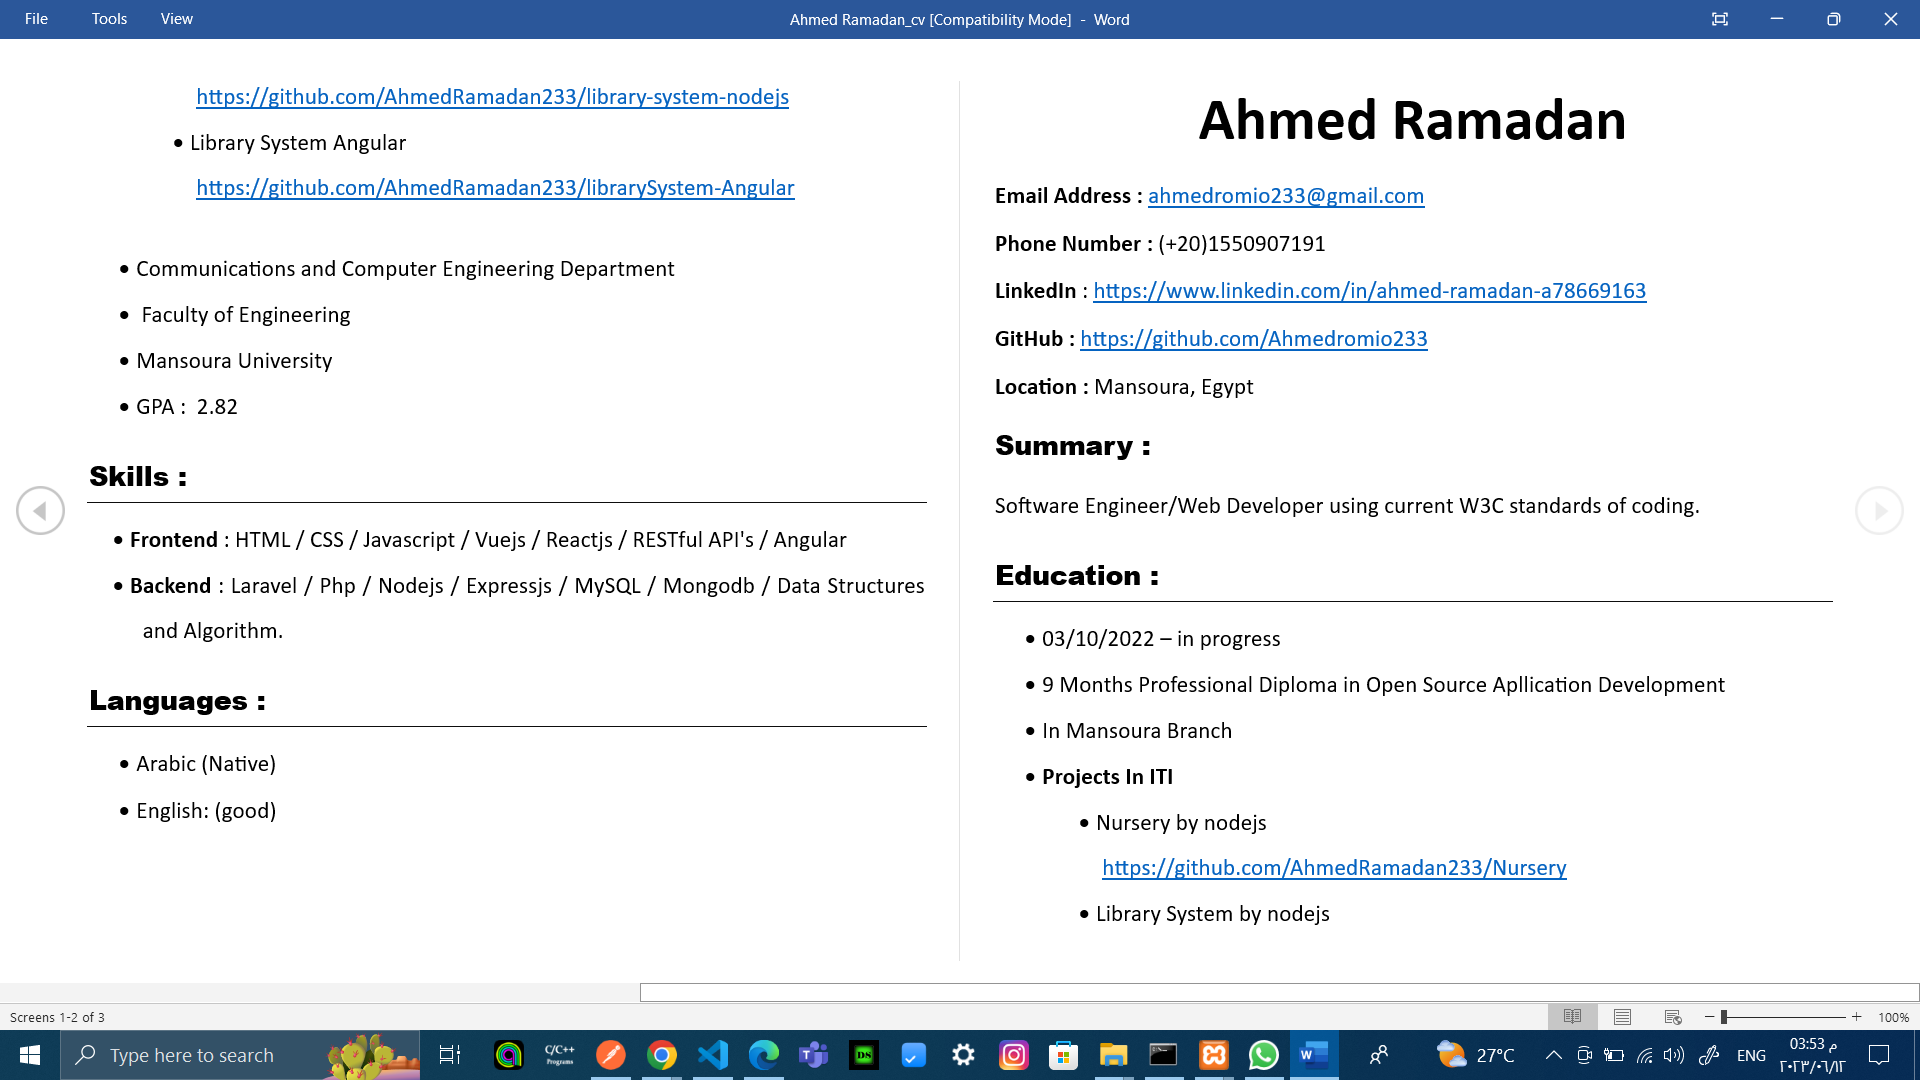 File Tools View
Ahmed Ramadan_cv [Compatibility Mode] - Word
Ahmed Ramadan
Email Address : ahmedromio233@gmail.com
Phone Number : (+20)1550907191
LinkedIn : https://www.linkedin.com/in/ahmed-ramadan-a78669163
GitHub : https://github.com/Ahmedromio233
Location : Mansoura, Egypt
Summary :
Software Engineer/Web Developer using current W3C standards of coding.
Education :
• 03/10/2022 – in progress
• 9 Months Professional Diploma in Open Source Apllication Development
• In Mansoura Branch
• Projects In ITI
• Nursery by nodejs
https://github.com/AhmedRamadan233/Nursery
• Library System by nodejs
https://github.com/AhmedRamadan233/library-system-nodejs
• Library System Angular
https://github.com/AhmedRamadan233/librarySystem-Angular
• Communications and Computer Engineering Department
• Faculty of Engineering
• Mansoura University
• GPA : 2.82
Skills :
• Frontend : HTML / CSS / Javascript / Vuejs / Reactjs / RESTful API's / Angular
• Backend : Laravel / Php / Nodejs / Expressjs / MySQL / Mongodb / Data Structures
and Algorithm.
Languages :
• Arabic (Native)
• English: (good)
Screens 1-2 of 3
100%
Type here to search
C/C++
Programs
DS
W
27°C
ENG
03:53 م
٢٠٢٣/٠٦/١٢